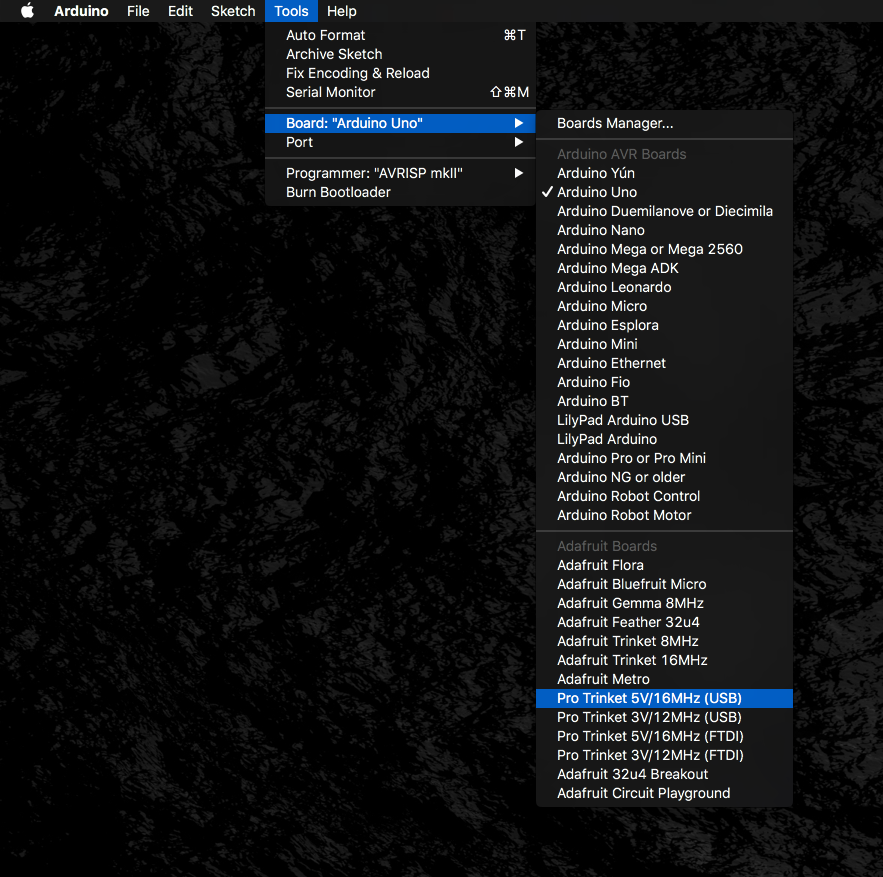 Arduino File Edit Sketch Tools Help
Auto Format ⌘T
Archive Sketch
Fix Encoding & Reload
Serial Monitor ⇧⌘M
Board: "Arduino Uno" ▶
Port ▶
Programmer: "AVRISP mkII" ▶
Burn Bootloader
Boards Manager...
Arduino AVR Boards
Arduino Yún
✓ Arduino Uno
Arduino Duemilanove or Diecimila
Arduino Nano
Arduino Mega or Mega 2560
Arduino Mega ADK
Arduino Leonardo
Arduino Micro
Arduino Esplora
Arduino Mini
Arduino Ethernet
Arduino Fio
Arduino BT
LilyPad Arduino USB
LilyPad Arduino
Arduino Pro or Pro Mini
Arduino NG or older
Arduino Robot Control
Arduino Robot Motor
Adafruit Boards
Adafruit Flora
Adafruit Bluefruit Micro
Adafruit Gemma 8MHz
Adafruit Feather 32u4
Adafruit Trinket 8MHz
Adafruit Trinket 16MHz
Adafruit Metro
Pro Trinket 5V/16MHz (USB)
Pro Trinket 3V/12MHz (USB)
Pro Trinket 5V/16MHz (FTDI)
Pro Trinket 3V/12MHz (FTDI)
Adafruit 32u4 Breakout
Adafruit Circuit Playground